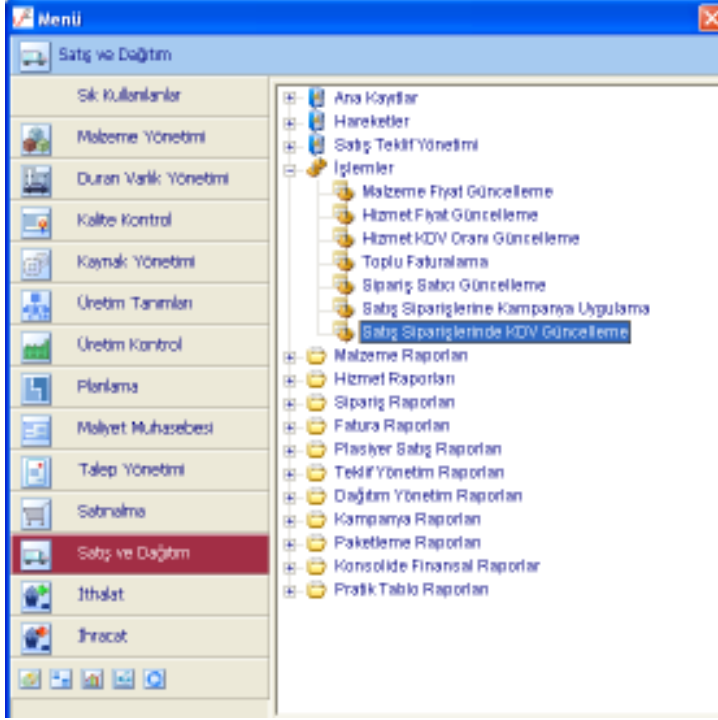 Menü
Satış ve Dağıtım
Sık Kullanılanlar
Malzeme Yönetimi
Duran Varlık Yönetimi
Kalite Kontrol
Kaynak Yönetimi
Üretim Tanımları
Üretim Kontrol
Planlama
Maliyet Muhasebesi
Talep Yönetimi
Satınalma
Satış ve Dağıtım
İthalat
İhracat
Ana Kayıtlar
Hareketler
Satış Teklif Yönetimi
İşlemler
Malzeme Fiyat Güncelleme
Hizmet Fiyat Güncelleme
Hizmet KDV Oranı Güncelleme
Toplu Faturalama
Sipariş Satıcı Güncelleme
Satış Siparişlerine Kampanya Uygulama
Satış Siparişlerinde KDV Güncelleme
Malzeme Raporları
Hizmet Raporları
Sipariş Raporları
Fatura Raporları
Plasiyer Satış Raporları
Teklif Yönetim Raporları
Dağıtım Yönetim Raporları
Kampanya Raporları
Paketleme Raporları
Konsolide Finansal Raporlar
Pratik Tablo Raporları